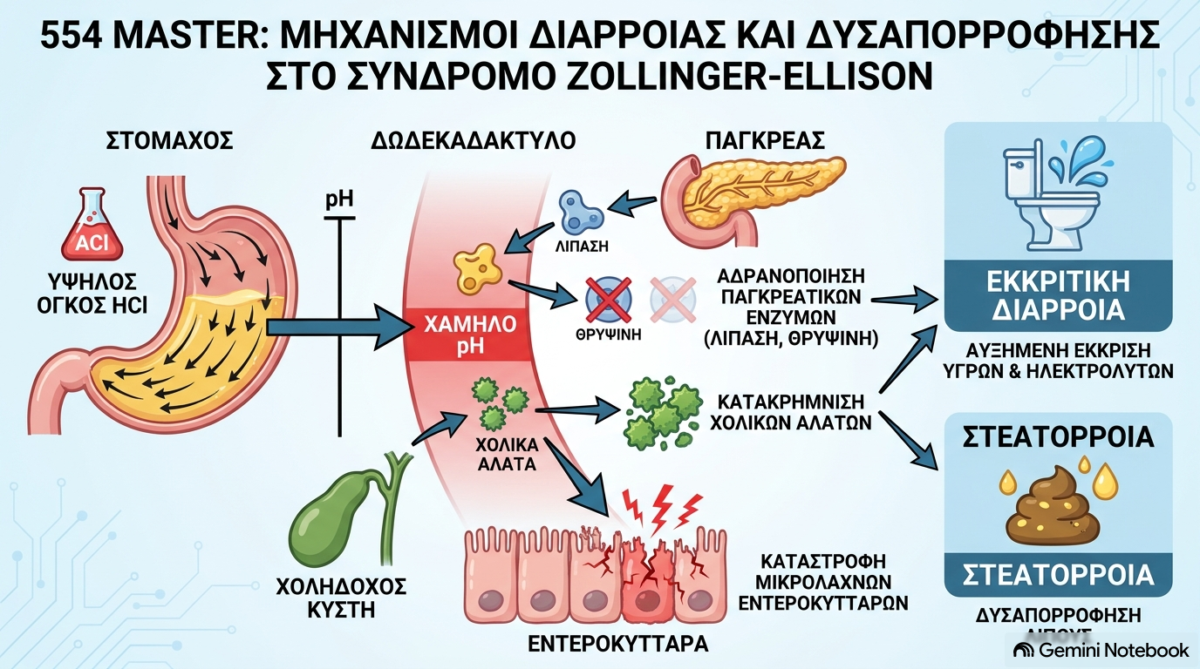 554 MASTER: ΜΗΧΑΝΙΣΜΟΙ ΔΙΑΡΡΟΙΑΣ ΚΑΙ ΔΥΣΑΠΟΡΡΟΦΗΣΗΣ
ΣΤΟ ΣΥΝΔΡΟΜΟ ZOLLINGER-ELLISON
ΣΤΟΜΑΧΟΣ
ACl
ΥΨΗΛΟΣ
ΟΓΚΟΣ HCl
pH
ΔΩΔΕΚΑΔΑΚΤΥΛΟ
ΧΑΜΗΛΟ
pH
ΠΑΓΚΡΕΑΣ
ΛΙΠΑΣΗ
ΘΡΥΨΙΝΗ
ΑΔΡΑΝΟΠΟΙΗΣΗ
ΠΑΓΚΡΕΑΤΙΚΩΝ
ΕΝΖΥΜΩΝ
(ΛΙΠΑΣΗ, ΘΡΥΨΙΝΗ)
ΧΟΛΙΚΑ
ΑΛΑΤΑ
ΚΑΤΑΚΡΗΜΝΙΣΗ
ΧΟΛΙΚΩΝ ΑΛΑΤΩΝ
ΧΟΛΗΔΟΧΟΣ
ΚΥΣΤΗ
ΕΝΤΕΡΟΚΥΤΤΑΡΑ
ΚΑΤΑΣΤΡΟΦΗ
ΜΙΚΡΟΛΑΧΝΩΝ
ΕΝΤΕΡΟΚΥΤΤΑΡΩΝ
ΕΚΚΡΙΤΙΚΗ
ΔΙΑΡΡΟΙΑ
ΑΥΞΗΜΕΝΗ ΕΚΚΡΙΣΗ
ΥΓΡΩΝ & ΗΛΕΚΤΡΟΛΥΤΩΝ
ΣΤΕΑΤΟΡΡΟΙΑ
ΣΤΕΑΤΟΡΡΟΙΑ
ΔΥΣΑΠΟΡΡΟΦΗΣΗ
Gemini Notebook